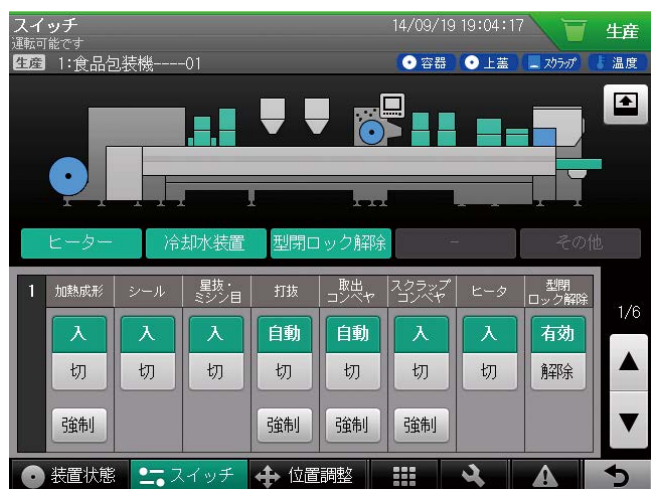 スイッチ 14/09/19 19:04:17 生産
運転可能です
生産 1:食品包装機----01 容器 上蓋 スクラップ 温度
ヒーター 冷却水装置 型閉ロック解除 - その他
1 加熱成形 シール 星抜・ミシン目 打抜 取出コンベヤ スクラップコンベヤ ヒータ 型閉ロック解除
1/6
入 入 入 自動 自動 入 入 有効
切 切 切 切 切 切 切 解除
強制 強制 強制 強制
装置状態 スイッチ 位置調整